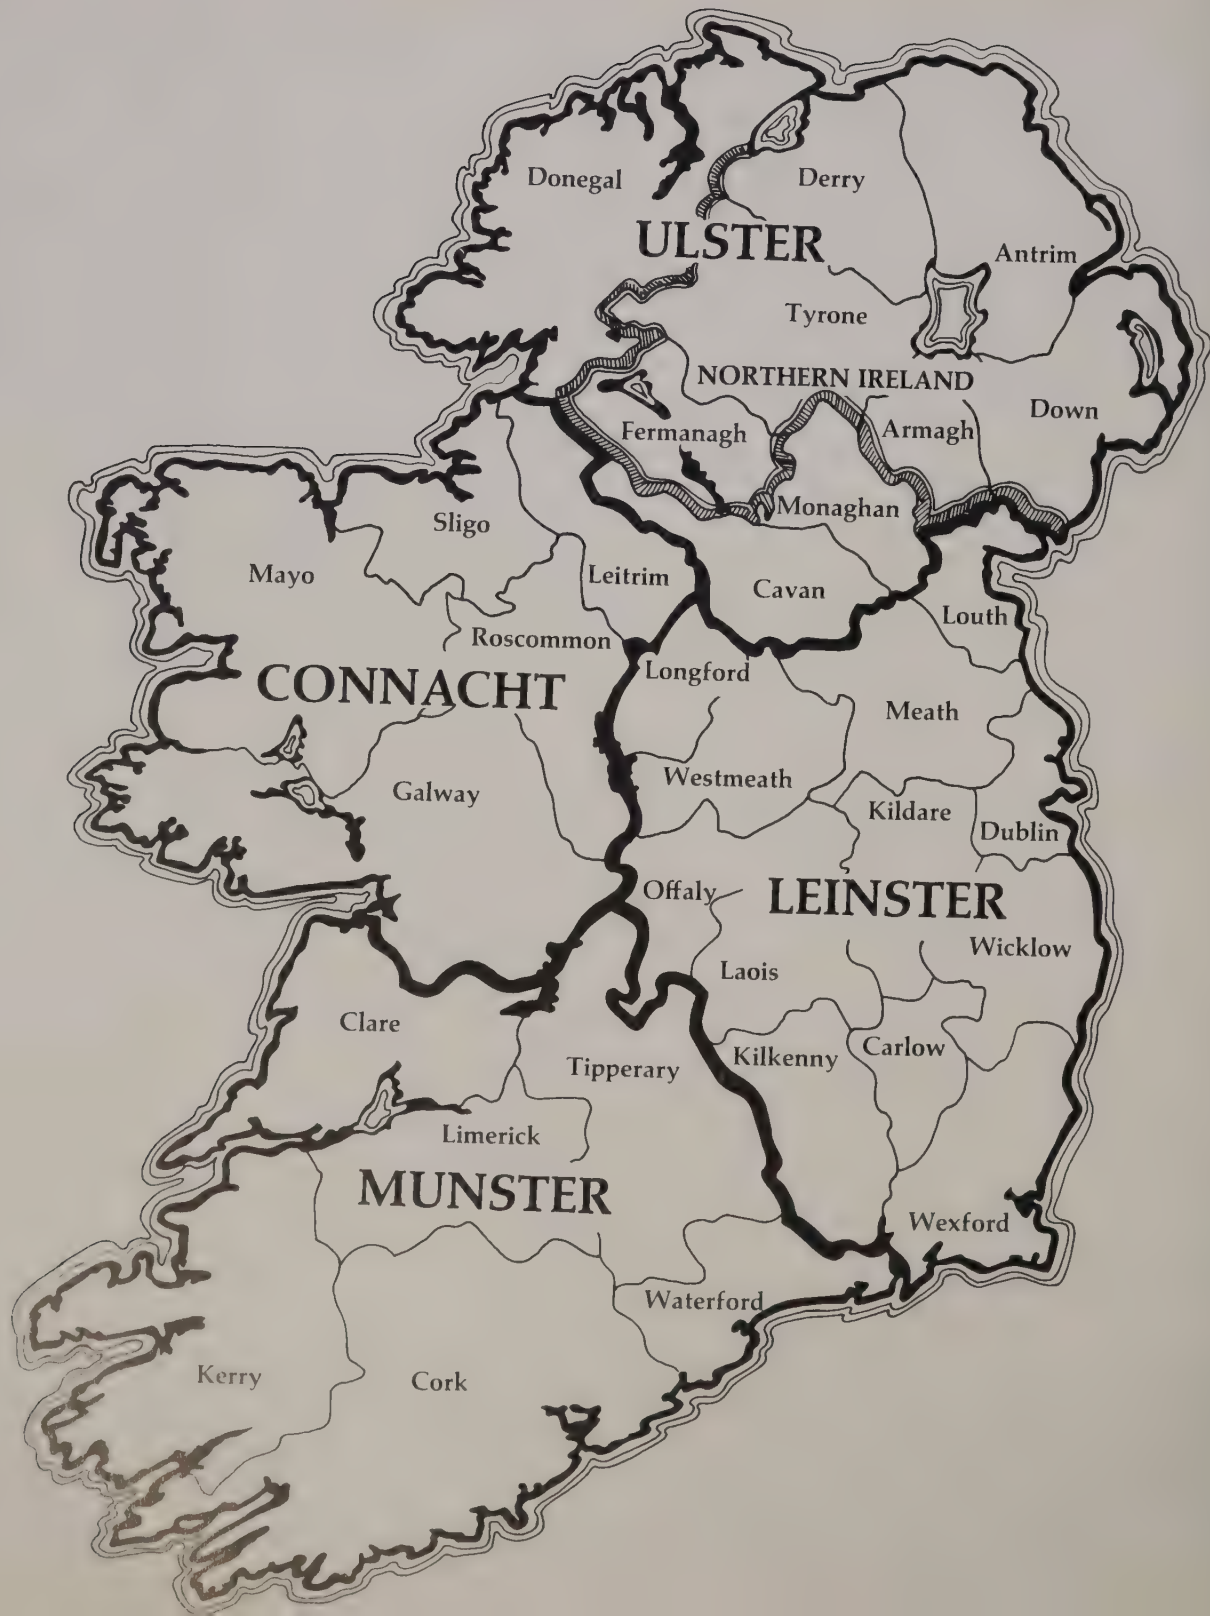 Donegal
Derry
ULSTER
Antrim
Tyrone
NORTHERN IRELAND
Down
Fermanagh
Armagh
Monaghan
Sligo
Mayo
Leitrim
Cavan
Louth
Roscommon
Longford
CONNACHT
Meath
Westmeath
Galway
Kildare
Dublin
Offaly
LEINSTER
Wicklow
Laois
Clare
Carlow
Kilkenny
Tipperary
Limerick
MUNSTER
Wexford
Waterford
Kerry
Cork